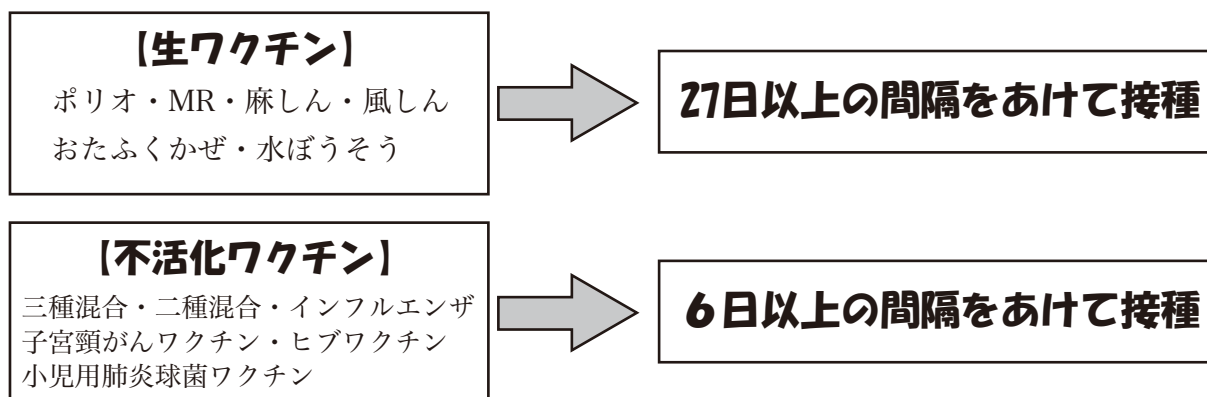 【生ワクチン】
ポリオ・MR・麻しん・風しん
おたふくかぜ・水ぼうそう
27日以上の間隔をあけて接種
【不活化ワクチン】
三種混合・二種混合・インフルエンザ
子宮頸がんワクチン・ヒブワクチン
小児用肺炎球菌ワクチン
6日以上の間隔をあけて接種